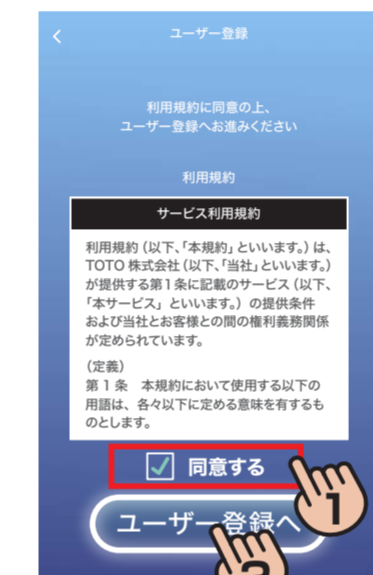 ユーザー登録
利用規約に同意の上、
ユーザー登録へお進みください
利用規約
サービス利用規約
利用規約（以下、「本規約」といいます。）は、
TOTO 株式会社（以下、「当社」といいます。）
が提供する第1条に記載のサービス（以下、
「本サービス」といいます。）の提供条件
および当社とお客様との間の権利義務関係
が定められています。
（定義）
第１条　本規約において使用する以下の
用語は、各々以下に定める意味を有するも
のとします。
同意する
1
ユーザー登録へ
2